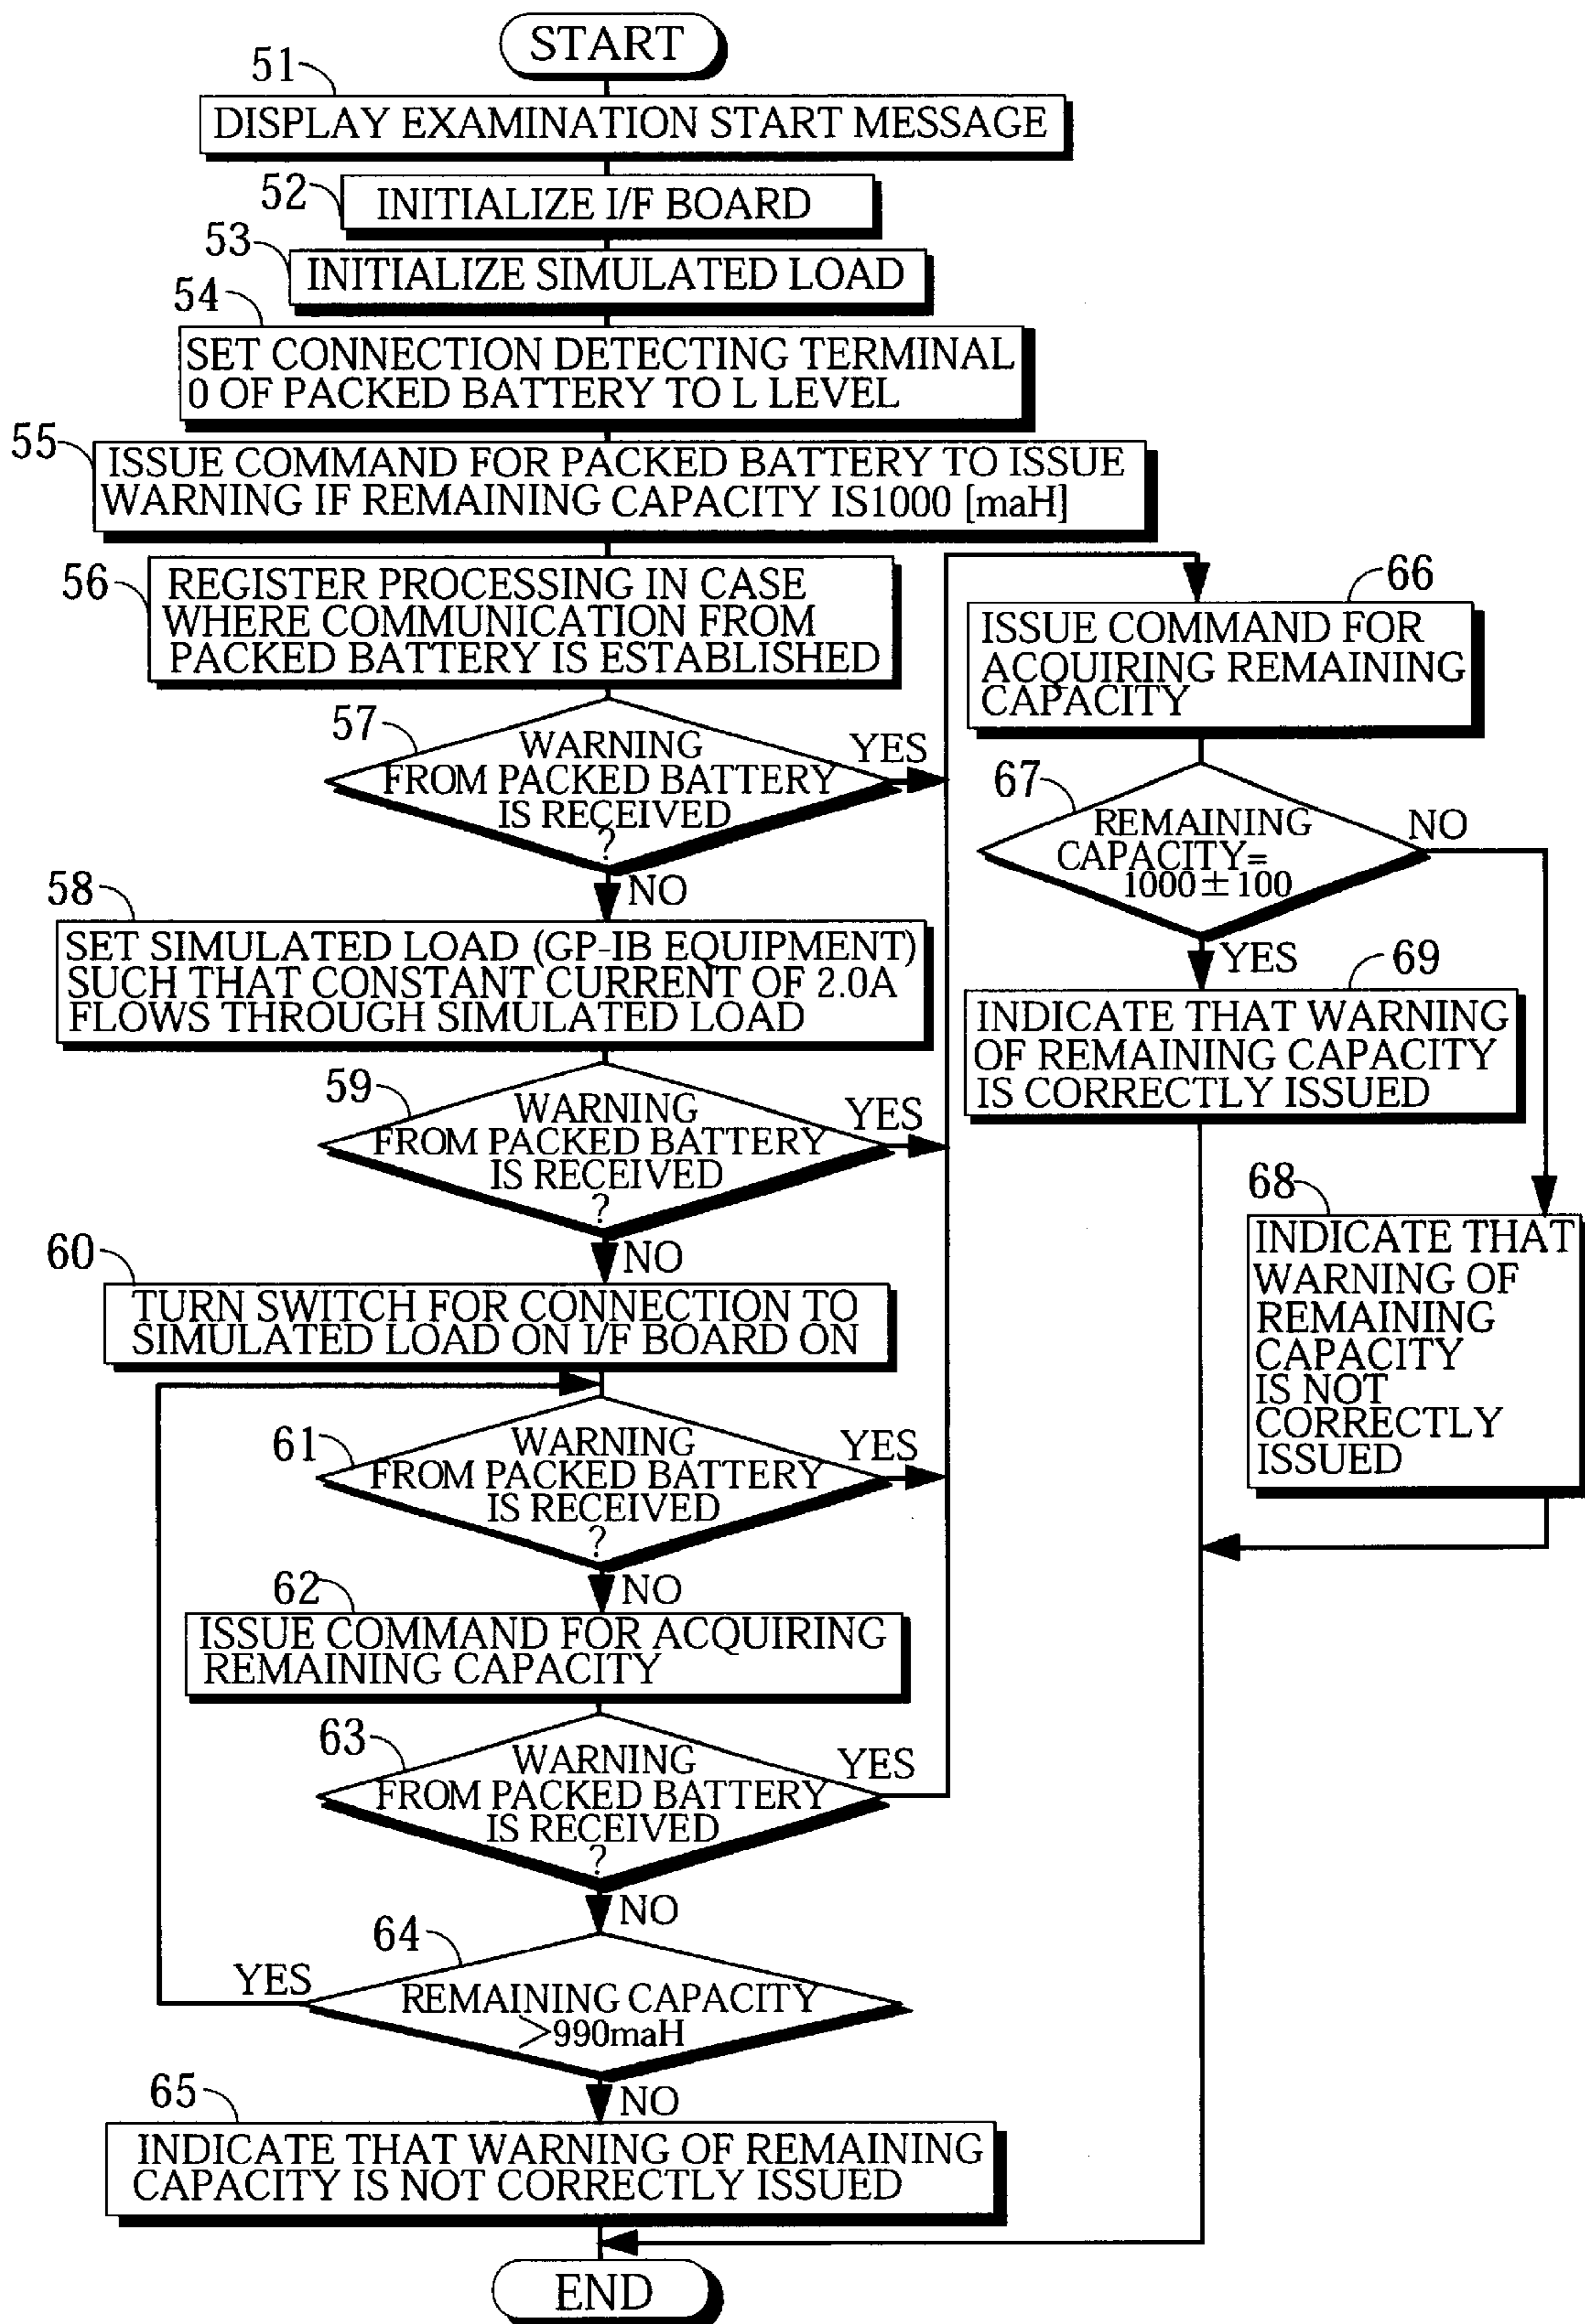 START
51
DISPLAY EXAMINATION START MESSAGE
52
INITIALIZE I/F BOARD
53
INITIALIZE SIMULATED LOAD
54
SET CONNECTION DETECTING TERMINAL
0 OF PACKED BATTERY TO L LEVEL
55
ISSUE COMMAND FOR PACKED BATTERY TO ISSUE
WARNING IF REMAINING CAPACITY IS1000 [maH]
56
REGISTER PROCESSING IN CASE
WHERE COMMUNICATION FROM
PACKED BATTERY IS ESTABLISHED
57
WARNING
FROM PACKED BATTERY
IS RECEIVED
?
YES
NO
58
SET SIMULATED LOAD (GP-IB EQUIPMENT)
SUCH THAT CONSTANT CURRENT OF 2.0A
FLOWS THROUGH SIMULATED LOAD
59
WARNING
FROM PACKED BATTERY
IS RECEIVED
?
YES
NO
60
TURN SWITCH FOR CONNECTION TO
SIMULATED LOAD ON I/F BOARD ON
61
WARNING
FROM PACKED BATTERY
IS RECEIVED
?
YES
NO
62
ISSUE COMMAND FOR ACQUIRING
REMAINING CAPACITY
63
WARNING
FROM PACKED BATTERY
IS RECEIVED
?
YES
NO
64
REMAINING CAPACITY
>990maH
YES
NO
65
INDICATE THAT WARNING OF REMAINING
CAPACITY IS NOT CORRECTLY ISSUED
END
66
ISSUE COMMAND FOR
ACQUIRING REMAINING
CAPACITY
67
REMAINING
CAPACITY=
1000±100
NO
YES
69
INDICATE THAT WARNING
OF REMAINING CAPACITY
IS CORRECTLY ISSUED
68
INDICATE THAT
WARNING OF
REMAINING
CAPACITY
IS NOT
CORRECTLY
ISSUED